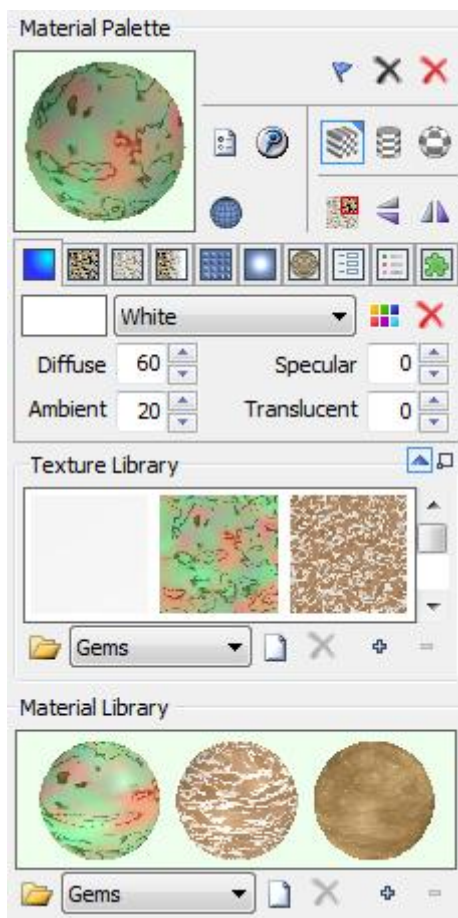 Material Palette
White
Diffuse 60 Specular 0
Ambient 20 Translucent 0
Texture Library
Gems
Material Library
Gems